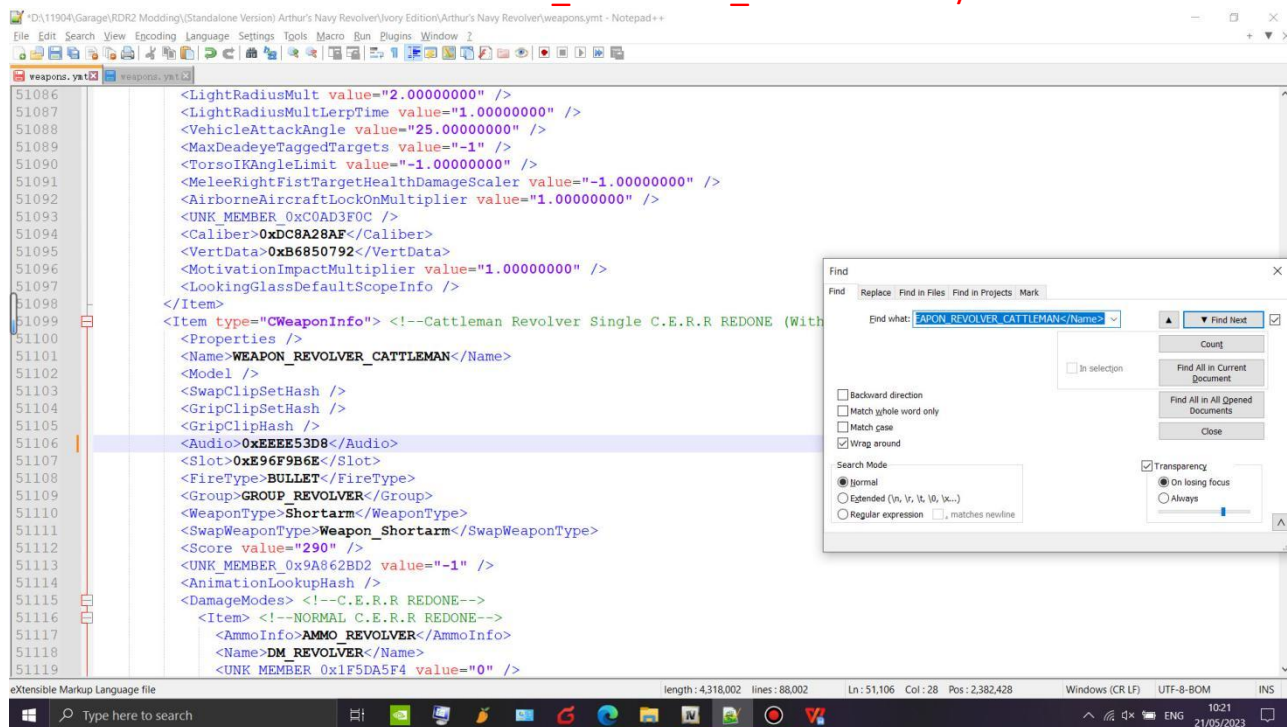 *D:\11904\Garage\RDR2 Modding\(Standalone Version) Arthur's Navy Revolver\Ivory Edition\Arthur's Navy Revolver\weapons.ymt - Notepad++
File Edit Search View Encoding Language Settings Tools Macro Run Plugins Window ?
weapons.ymt weapons.ymt
51086 <LightRadiusMult value="2.00000000" />
51087 <LightRadiusMultLerpTime value="1.00000000" />
51088 <VehicleAttackAngle value="25.00000000" />
51089 <MaxDeadeyeTaggedTargets value="-1" />
51090 <TorsoIKAngleLimit value="-1.00000000" />
51091 <MeleeRightFistTargetHealthDamageScaler value="-1.00000000" />
51092 <AirborneAircraftLockOnMultiplier value="1.00000000" />
51093 <UNK_MEMBER_0xC0AD3F0C />
51094 <Caliber>0xDC8A28AF</Caliber>
51095 <VertData>0xB6850792</VertData>
51096 <MotivationImpactMultiplier value="1.00000000" />
51097 <LookingGlassDefaultScopeInfo />
51098 </Item>
51099 <Item type="CWeaponInfo"> <!--Cattleman Revolver Single C.E.R.R REDONE (With
51100 <Properties />
51101 <Name>WEAPON_REVOLVER_CATTLEMAN</Name>
51102 <Model />
51103 <SwapClipSetHash />
51104 <GripClipSetHash />
51105 <GripClipHash />
51106 <Audio>0xEEEE53D8</Audio>
51107 <Slot>0xE96F9B6E</Slot>
51108 <FireType>BULLET</FireType>
51109 <Group>GROUP_REVOLVER</Group>
51110 <WeaponType>Shortarm</WeaponType>
51111 <SwapWeaponType>Weapon_Shortarm</SwapWeaponType>
51112 <Score value="290" />
51113 <UNK_MEMBER_0x9A862BD2 value="-1" />
51114 <AnimationLookupHash />
51115 <DamageModes> <!--C.E.R.R REDONE-->
51116 <Item> <!--NORMAL C.E.R.R REDONE-->
51117 <AmmoInfo>AMMO_REVOLVER</AmmoInfo>
51118 <Name>DM_REVOLVER</Name>
51119 <UNK_MEMBER_0x1F5DA5F4 value="0" />
Find
Find Replace Find in Files Find in Projects Mark
Find what: EAPON_REVOLVER_CATTLEMAN</Name>
▲ ▼ Find Next
Count
In selection
Find All in Current Document
Find All in All Opened Documents
Close
Backward direction
Match whole word only
Match case
Wrap around
Search Mode
Normal
Extended (\n, \r, \t, \0, \x...)
Regular expression . matches newline
Transparency
On losing focus
Always
eXtensible Markup Language file length : 4,318,002 lines : 88,002 Ln : 51,106 Col : 28 Pos : 2,382,428 Windows (CR LF) UTF-8-BOM INS
Type here to search
ENG
10:21
21/05/2023